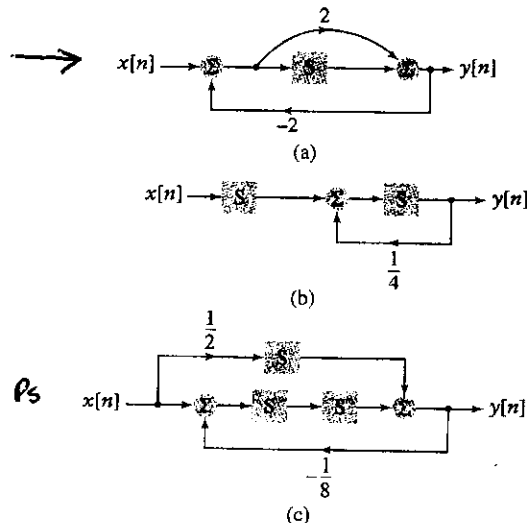 2
x[n] Σ S Σ y[n]
-2
(a)
x[n] S Σ S y[n]
1/4
(b)
1/2
S
Ps x[n] Σ S S Σ y[n]
-1/8
(c)